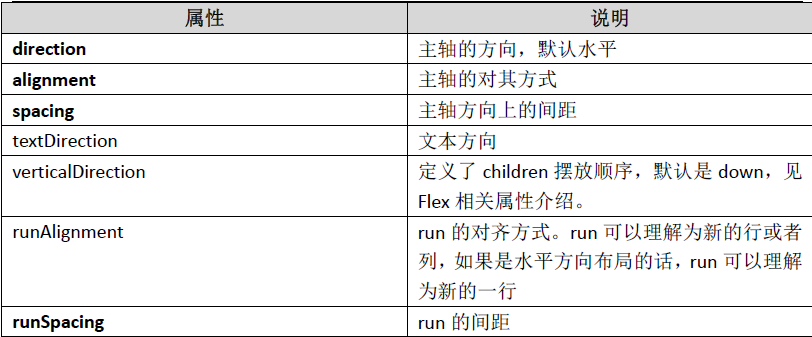 属性 说明
direction 主轴的方向，默认水平
alignment 主轴的对其方式
spacing 主轴方向上的间距
textDirection 文本方向
verticalDirection 定义了 children 摆放顺序，默认是 down，见
Flex 相关属性介绍。
runAlignment run 的对齐方式。run 可以理解为新的行或者
列，如果是水平方向布局的话，run 可以理解
为新的一行
runSpacing run 的间距